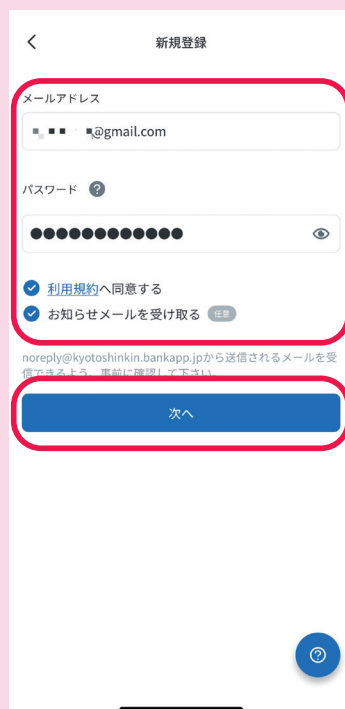 新規登録
メールアドレス
@gmail.com
パスワード
利用規約へ同意する
お知らせメールを受け取る 任意
noreply@kyotoshinkin.bankapp.jpから送信されるメールを受
信できるよう、事前に確認して下さい。
次へ